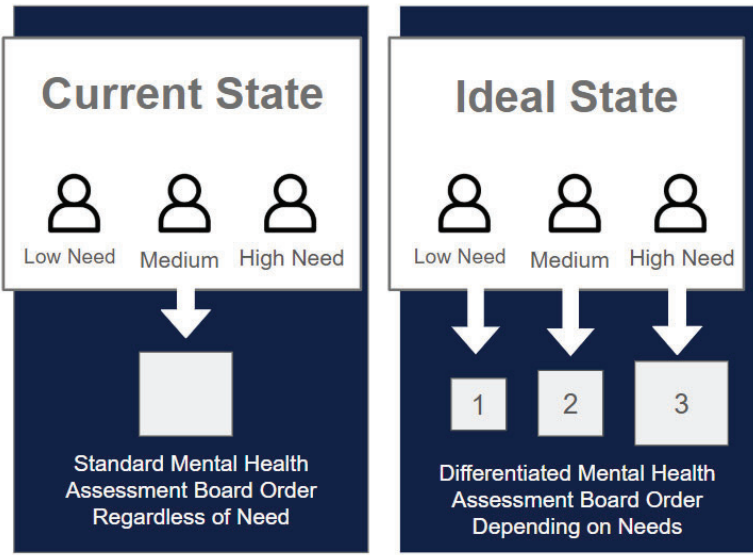 Current State
Low Need Medium High Need
Standard Mental Health
Assessment Board Order
Regardless of Need
Ideal State
Low Need Medium High Need
1 2 3
Differentiated Mental Health
Assessment Board Order
Depending on Needs